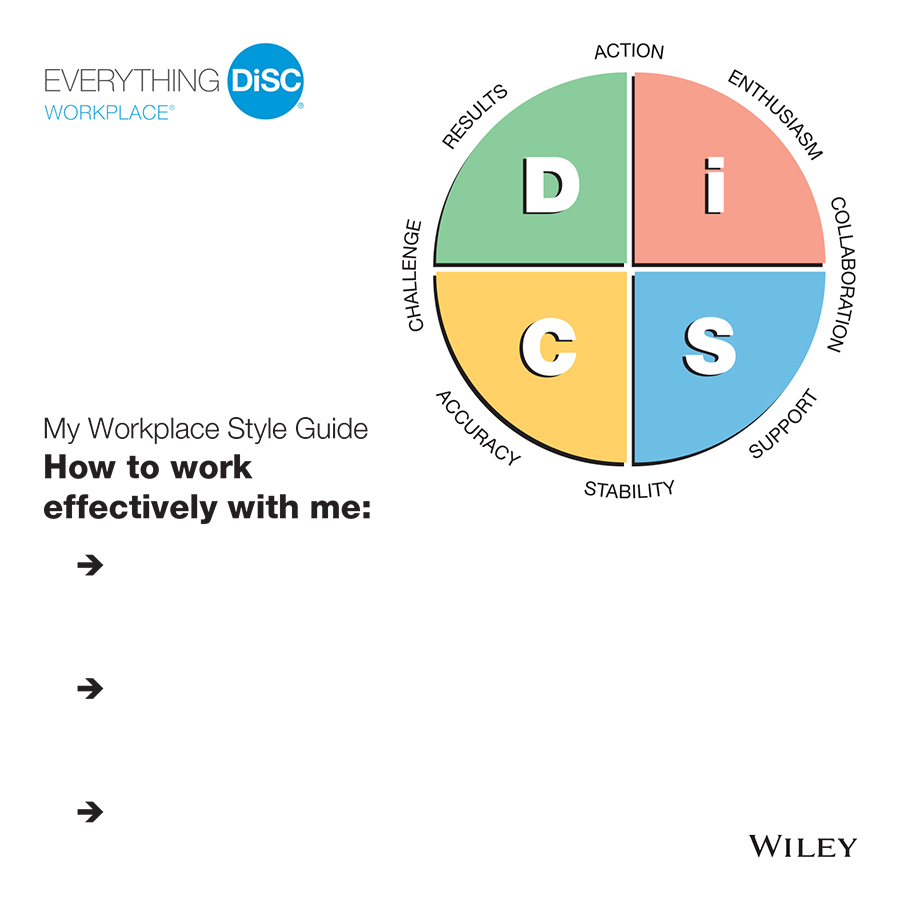 EVERYTHING DiSC®
WORKPLACE®
ACTION
ENTHUSIASM
COLLABORATION
SUPPORT
STABILITY
ACCURACY
CHALLENGE
RESULTS
D
i
C
S
My Workplace Style Guide
How to work
effectively with me:
➔
➔
➔
WILEY